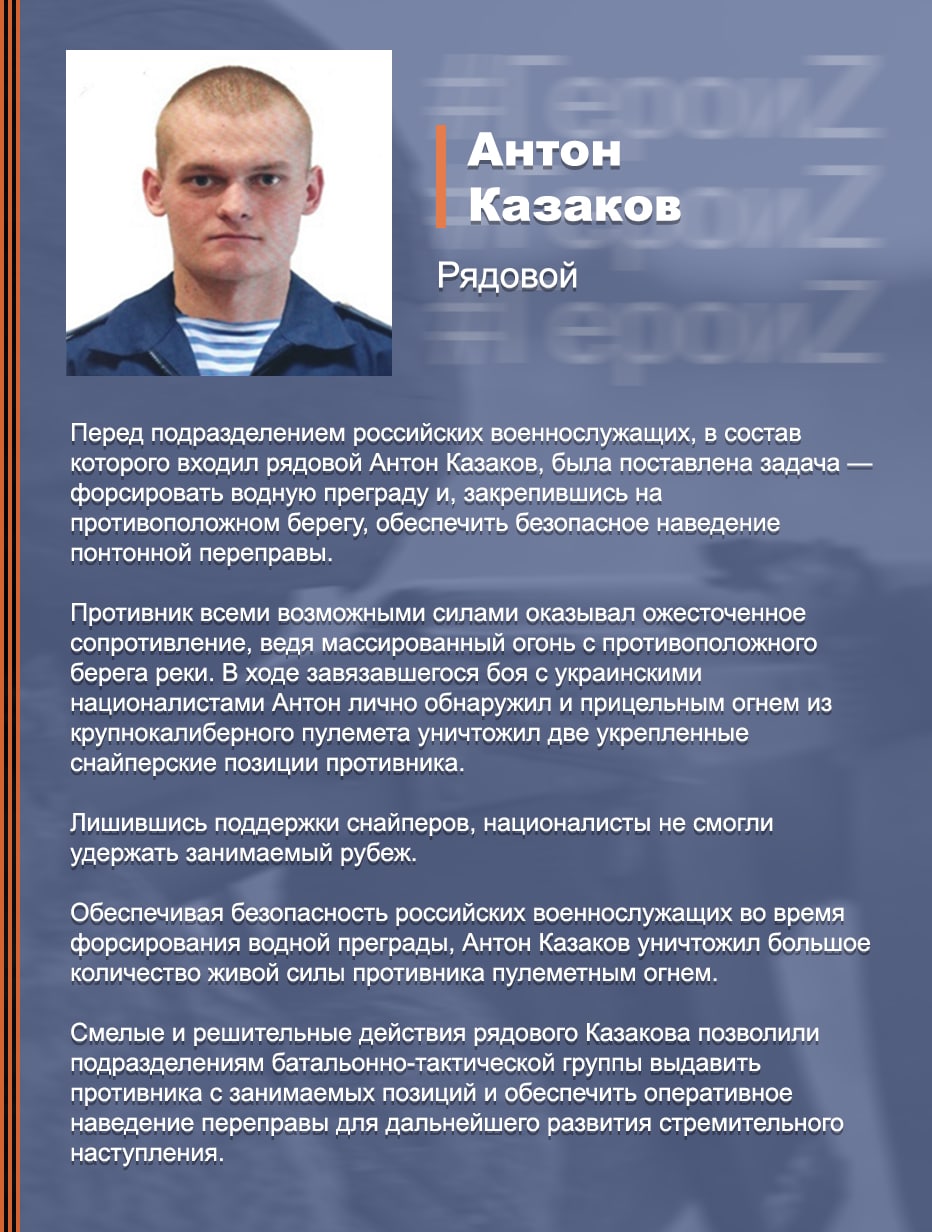 #ГероиZ
Антон
#ГероиZ
Казаков
Рядовой
#ГероиZ
Перед подразделением российских военнослужащих, в состав
которого входил рядовой Антон Казаков, была поставлена задача —
форсировать водную преграду и, закрепившись на
противоположном берегу, обеспечить безопасное наведение
понтонной переправы.
Противник всеми возможными силами оказывал ожесточенное
сопротивление, ведя массированный огонь с противоположного
берега реки. В ходе завязавшегося боя с украинскими
националистами Антон лично обнаружил и прицельным огнем из
крупнокалиберного пулемета уничтожил две укрепленные
снайперские позиции противника.
Лишившись поддержки снайперов, националисты не смогли
удержать занимаемый рубеж.
Обеспечивая безопасность российских военнослужащих во время
форсирования водной преграды, Антон Казаков уничтожил большое
количество живой силы противника пулеметным огнем.
Смелые и решительные действия рядового Казакова позволили
подразделениям батальонно-тактической группы выдавить
противника с занимаемых позиций и обеспечить оперативное
наведение переправы для дальнейшего развития стремительного
наступления.